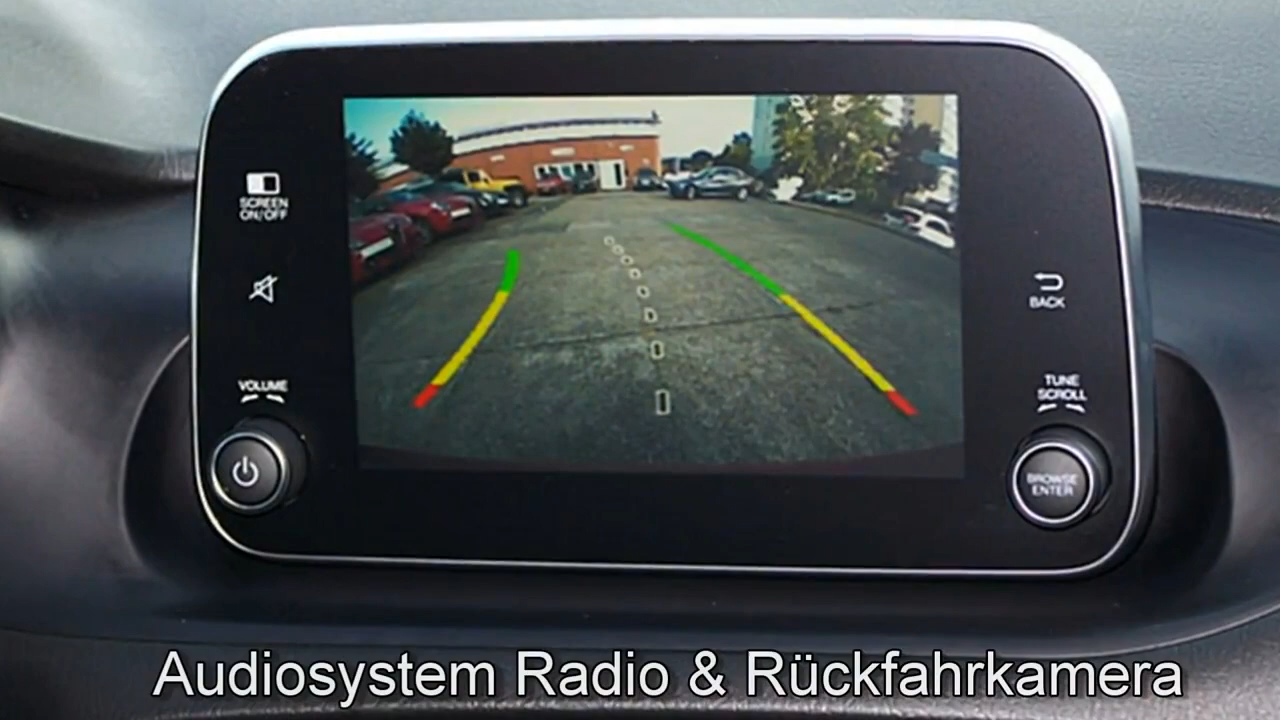 SCREEN
ON/OFF
BACK
VOLUME
TUNE
SCROLL
BROWSE
ENTER
Audiosystem Radio & Rückfahrkamera